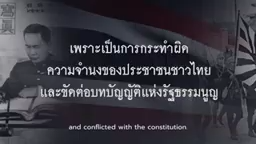 เพราะเป็นการกระทำผิด
ความจำนงของประชาชนชาวไทย
และขัดต่อบทบัญญัติแห่งรัฐธรรมนูญ
and conflicted with the constitution.